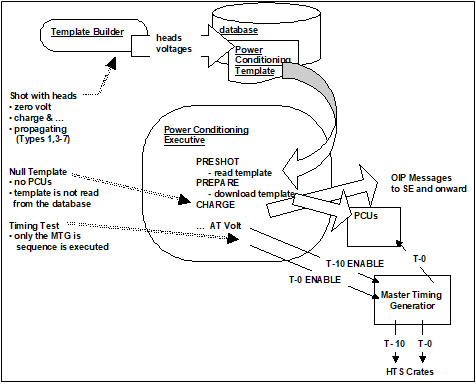 Template Builder
heads
voltages
database
Power
Conditioning
Template
Shot with heads
• zero volt
• charge & ...
• propagating
(Types 1,3-7)
Power Conditioning
Executive
PRESHOT
- read template
PREPARE
- download template
CHARGE
... AT Volt
Null Template
• no PCUs
• template is not read
from the database
Timing Test
• only the MTG is
sequence is executed
OIP Messages
to SE and onward
PCUs
T-10 ENABLE
T-0 ENABLE
T-0
Master Timing
Generatior
T-10
T-0
HTS Crates